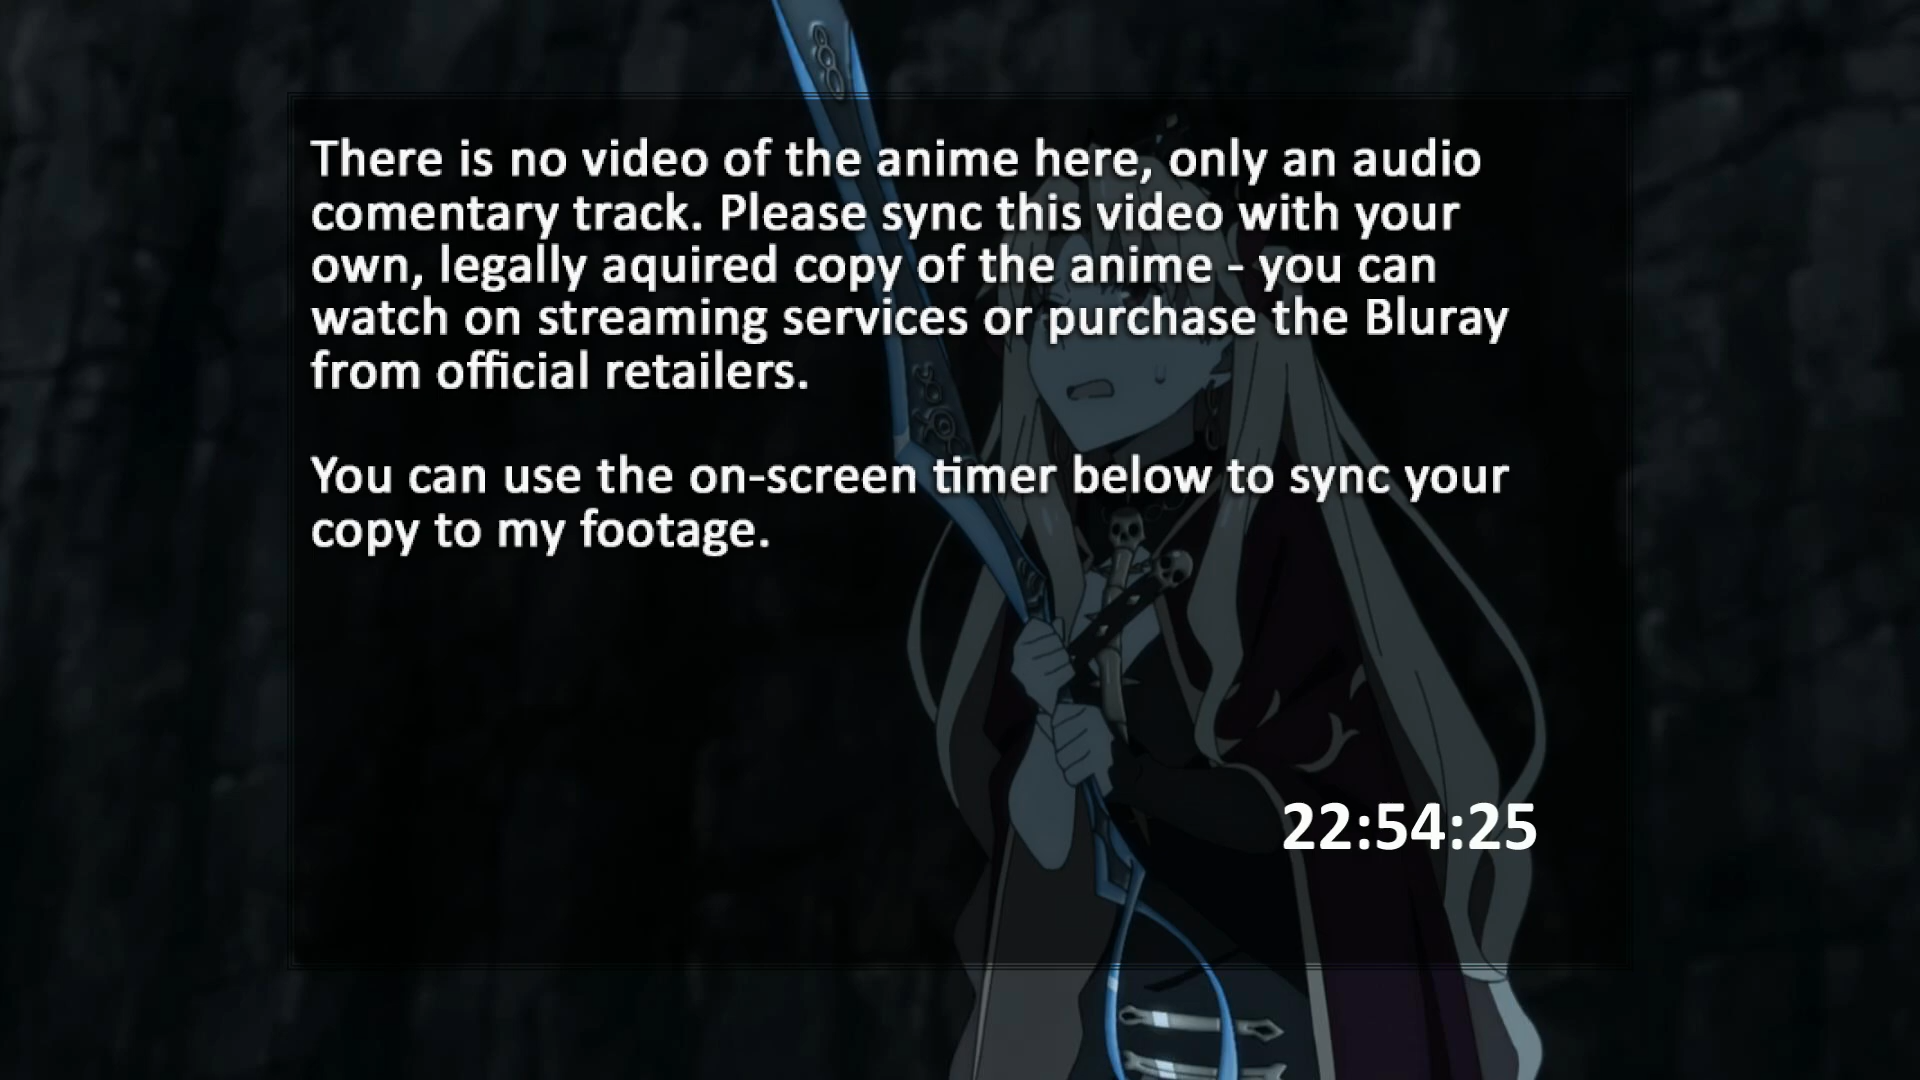 There is no video of the anime here, only an audio
comentary track. Please sync this video with your
own, legally aquired copy of the anime - you can
watch on streaming services or purchase the Bluray
from official retailers.
You can use the on-screen timer below to sync your
copy to my footage.
22:54:25